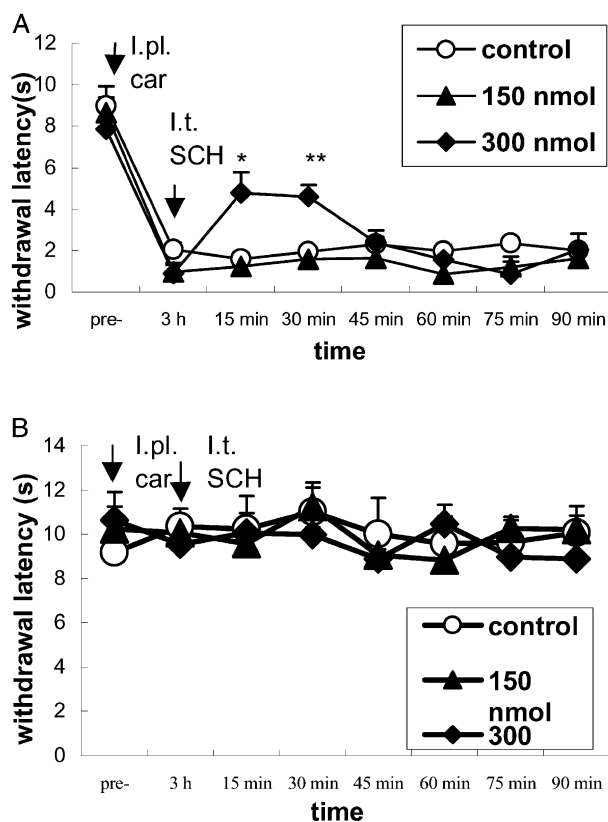 A
withdrawal latency(s)
12
10
8
6
4
2
0
I.pl.
car
I.t.
SCH
*
**
control
150 nmol
300 nmol
pre- 3 h 15 min 30 min 45 min 60 min 75 min 90 min
time
B
withdrawal latency (s)
14
12
10
8
6
4
2
0
I.pl. I.t.
car SCH
control
150
nmol
300
pre- 3 h 15 min 30 min 45 min 60 min 75 min 90 min
time